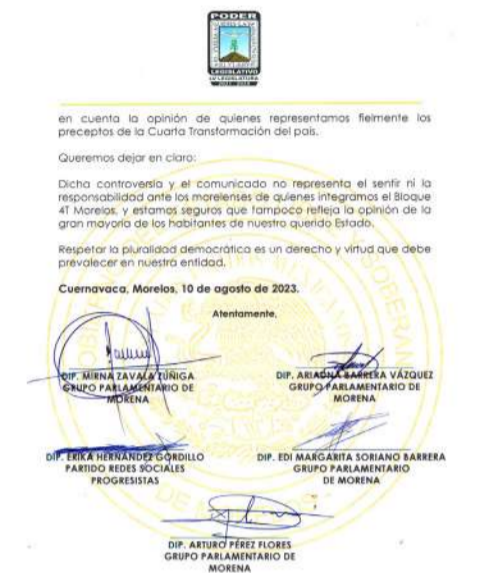 PODER
LEGISLATIVO
LV LEGISLATURA
2021 - 2024
en cuenta la opinión de quienes representamos fielmente los
preceptos de la Cuarta Transformación del país.
Queremos dejar en claro:
Dicha controversia y el comunicado no representa el sentir ni la
responsabilidad ante los morelenses de quienes integramos el Bloque
4T Morelos, y estamos seguros que tampoco refleja la opinión de la
gran mayoría de los habitantes de nuestro querido Estado.
Respetar la pluralidad democrática es un derecho y virtud que debe
prevalecer en nuestra entidad.
Cuernavaca, Morelos, 10 de agosto de 2023.
Atentamente,
DIP. MIRNA ZAVALA ZÚÑIGA
GRUPO PARLAMENTARIO DE
MORENA
DIP. ARIADNA BARRERA VÁZQUEZ
GRUPO PARLAMENTARIO DE
MORENA
DIP. ERIKA HERNÁNDEZ GORDILLO
PARTIDO REDES SOCIALES
PROGRESISTAS
DIP. EDI MARGARITA SORIANO BARRERA
GRUPO PARLAMENTARIO
DE MORENA
DIP. ARTURO PÉREZ FLORES
GRUPO PARLAMENTARIO DE
MORENA